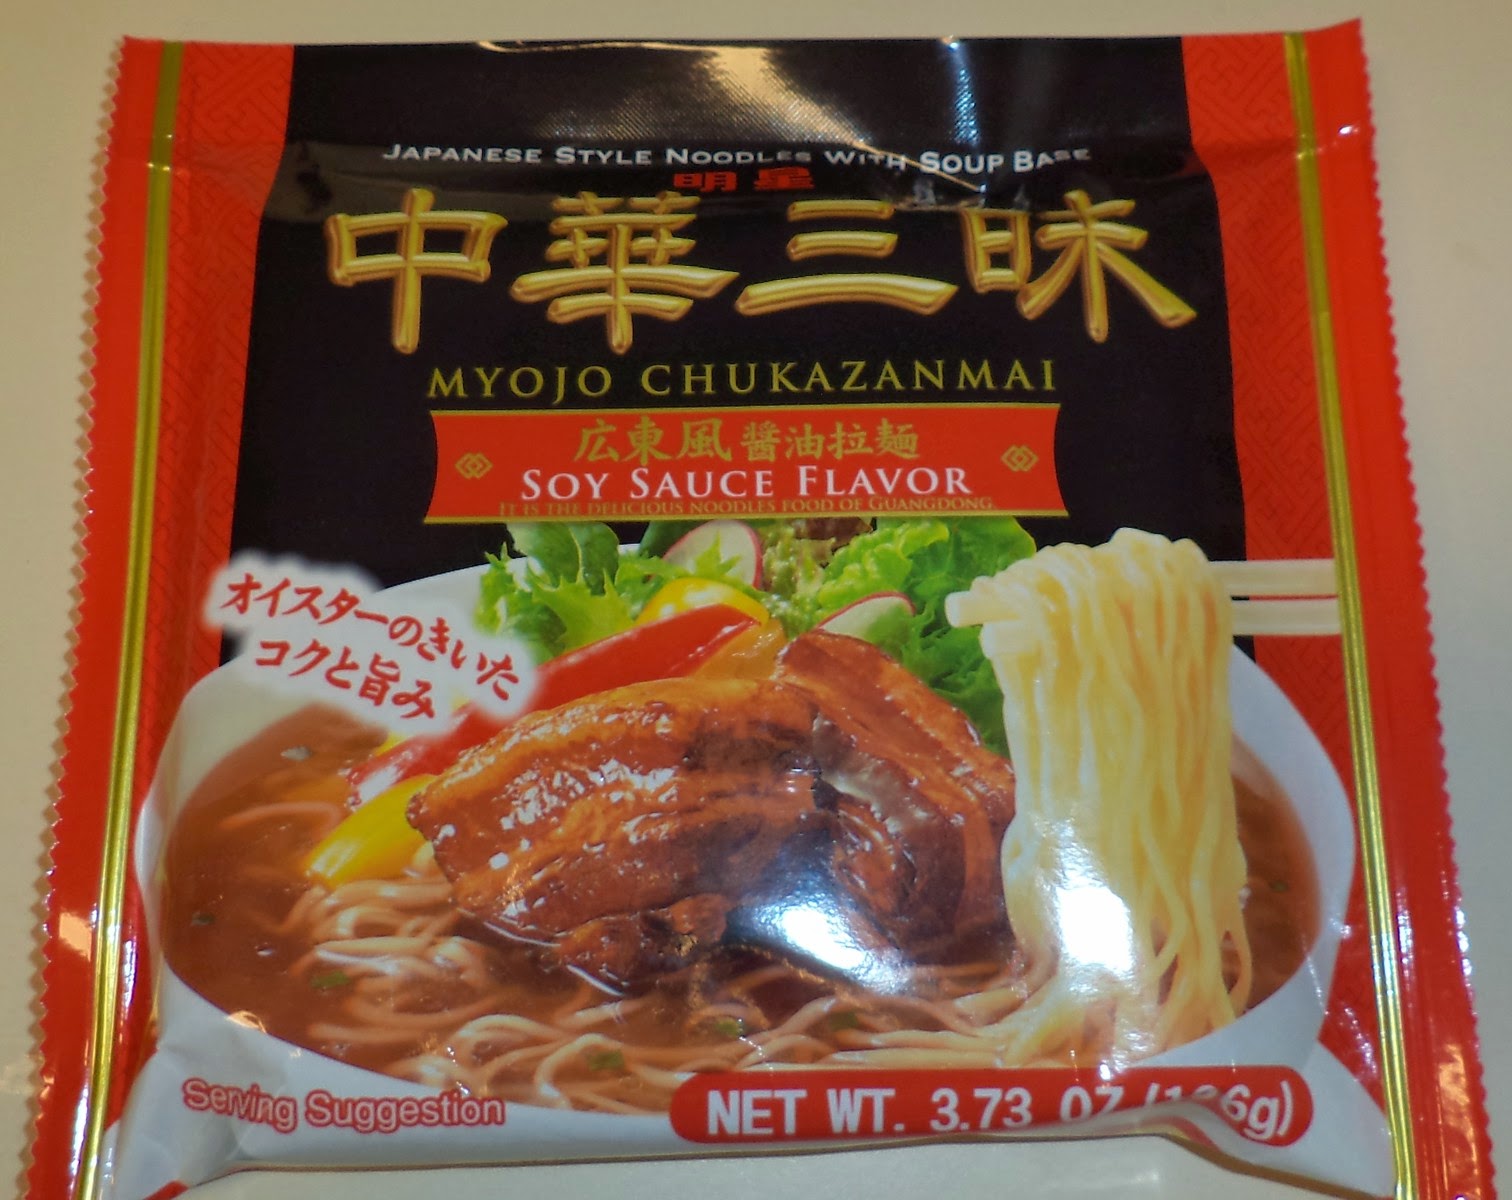 JAPANESE STYLE NOODLES WITH SOUP BASE
明星
中華三昧
MYOJO CHUKAZANMAI
広東風 醤油拉麺
SOY SAUCE FLAVOR
IT IS THE DELICIOUS NOODLES FOOD OF GUANGDONG.
オイスターのきいた
コクと旨み
Serving Suggestion
NET WT. 3.73 OZ (106g)